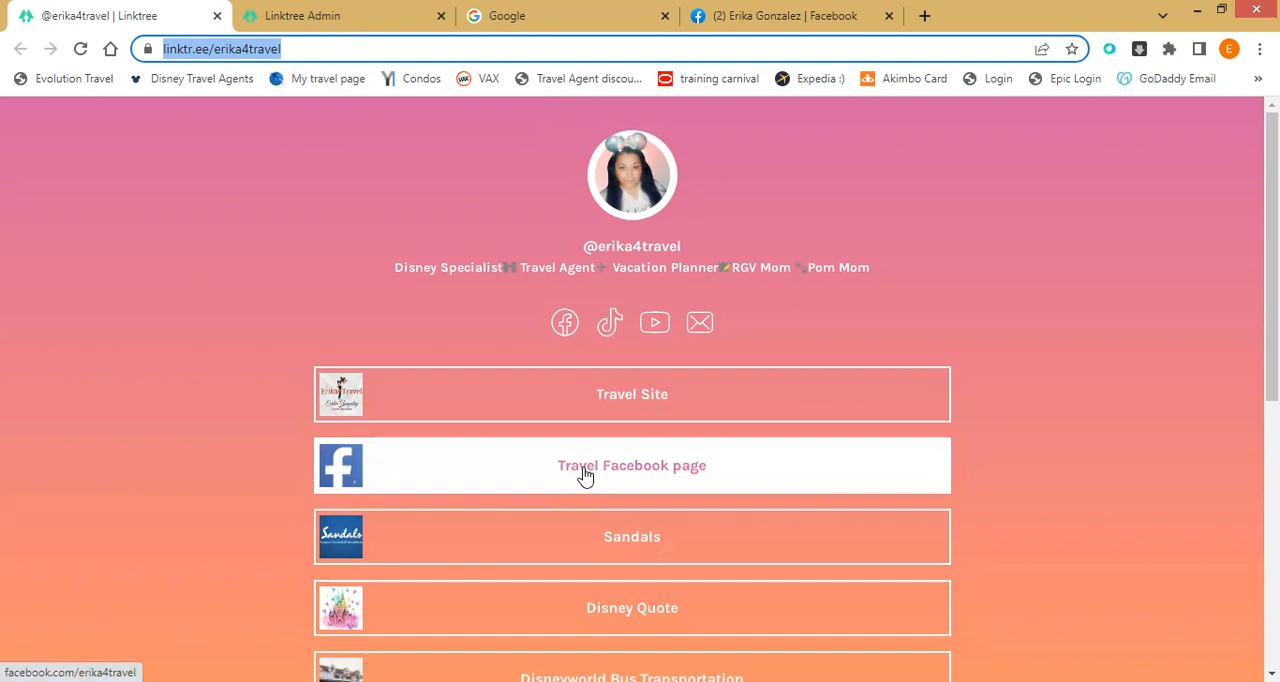 @erika4travel | Linktree
Linktree Admin
Google
(2) Erika Gonzalez | Facebook
linktr.ee/erika4travel
E
Evolution Travel
Disney Travel Agents
My travel page
Condos
VAX
Travel Agent discou...
training carnival
Expedia :)
Akimbo Card
Login
Epic Login
GoDaddy Email
»
@erika4travel
Disney Specialist Travel Agent Vacation Planner RGV Mom Pom Mom
Travel Site
Travel Facebook page
Sandals
Sandals
Disney Quote
Disneyworld Bus Transportation
facebook.com/erika4travel